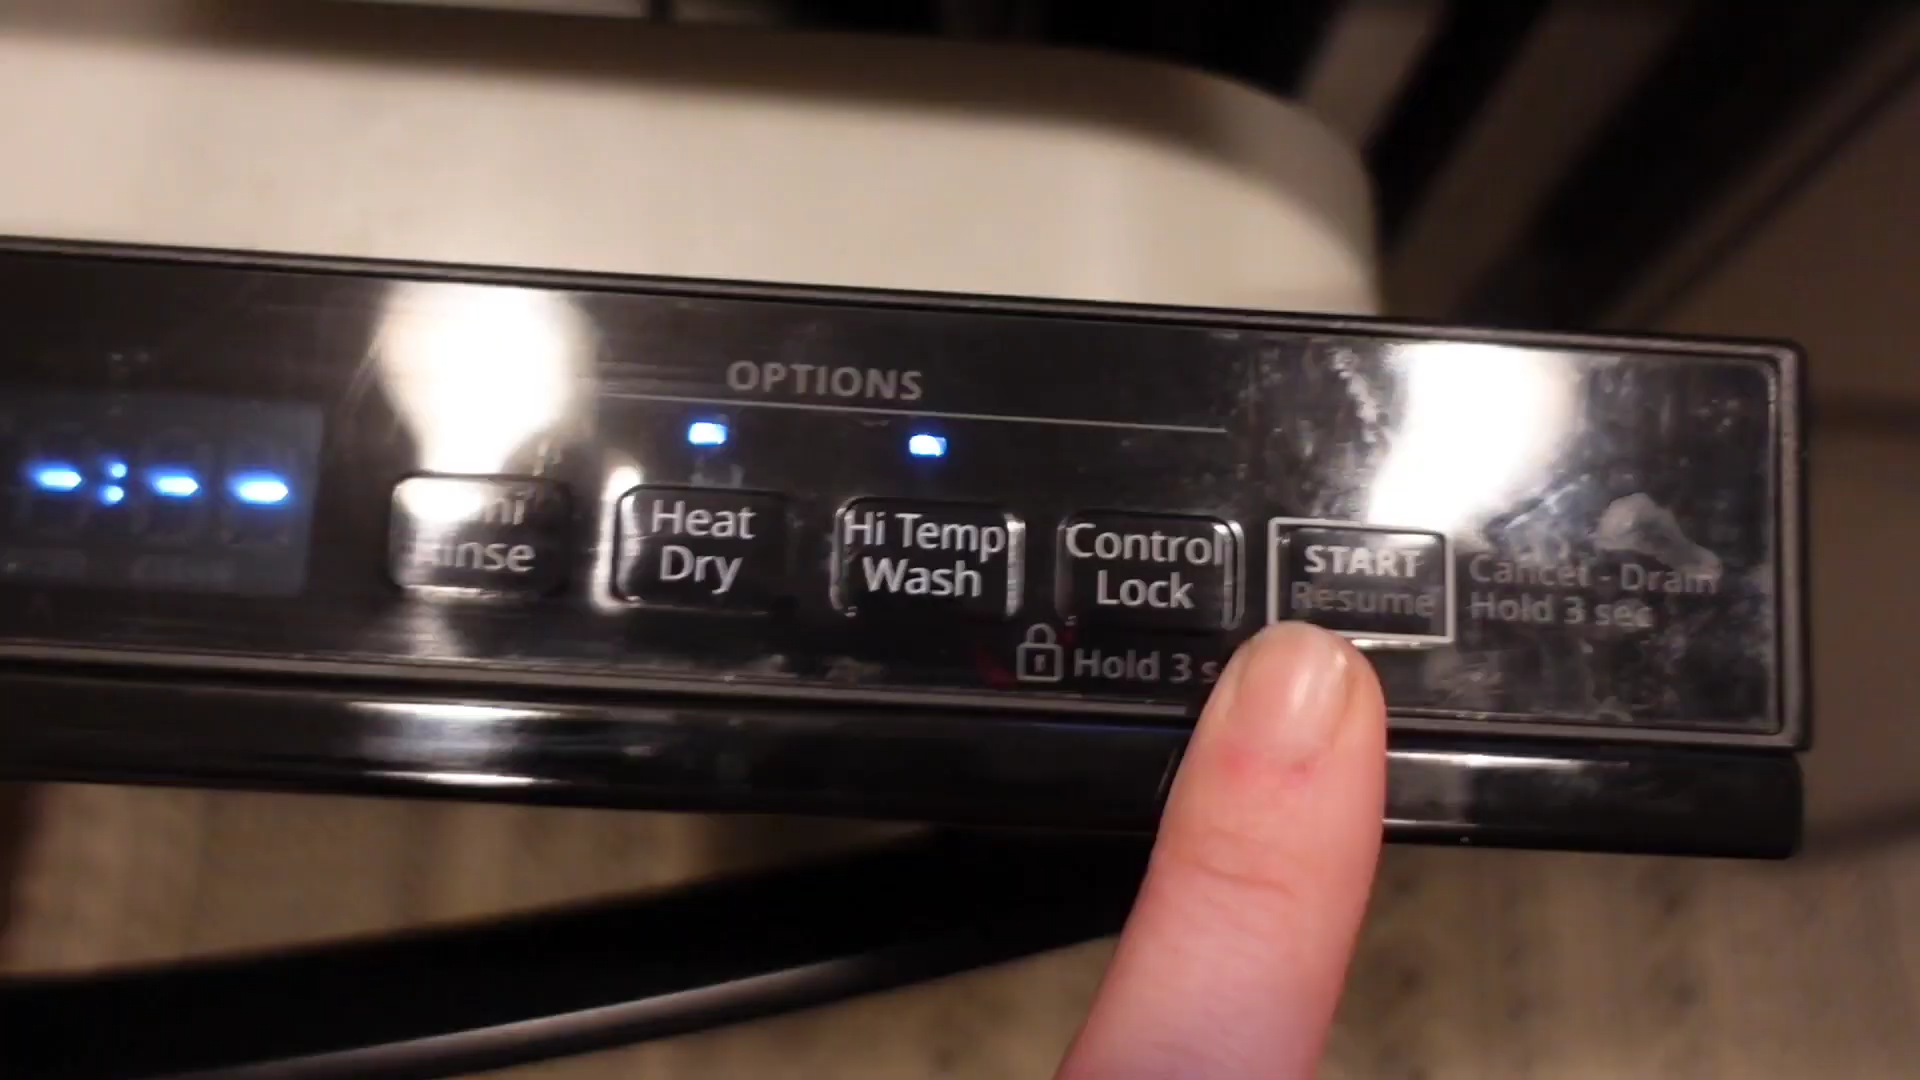 OPTIONS
-:--
Rinse
Heat
Dry
Hi Temp
Wash
Control
Lock
Hold 3
START
Resume
Cancel - Drain
Hold 3 sec